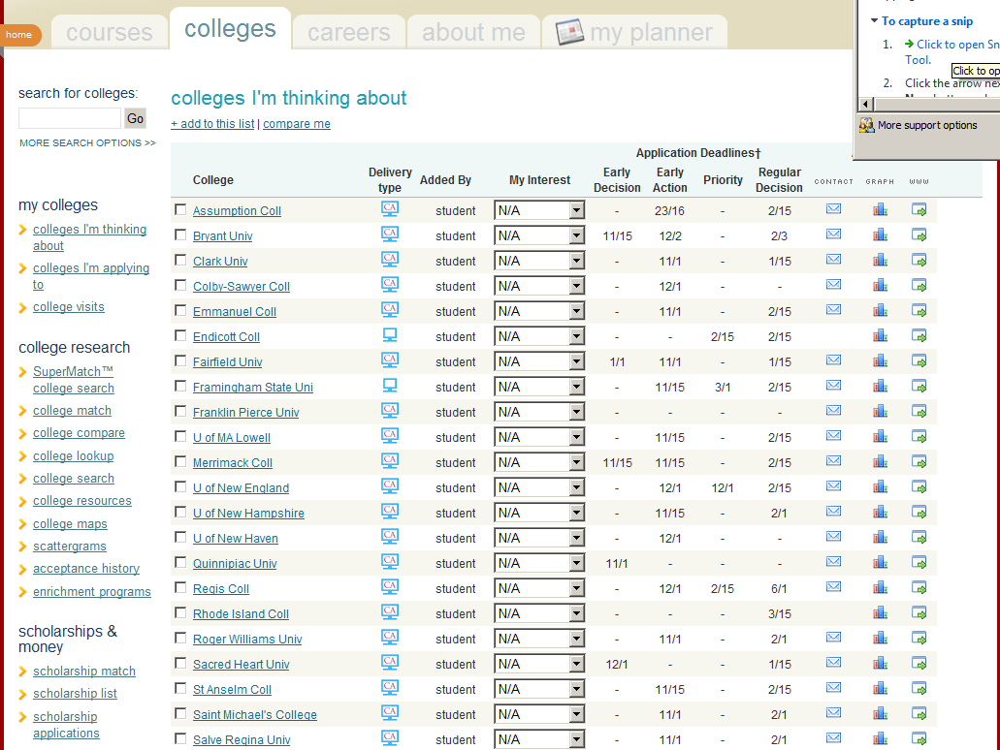 home
courses
colleges
careers
about me
my planner
To capture a snip
1. Click to open Sn
Tool.
Click to op
2. Click the arrow nex
More support options
search for colleges:
Go
MORE SEARCH OPTIONS >>
my colleges
colleges I'm thinking
about
colleges I'm applying
to
college visits
college research
SuperMatch™
college search
college match
college compare
college lookup
college search
college resources
college maps
scattergrams
acceptance history
enrichment programs
scholarships &
money
scholarship match
scholarship list
scholarship
applications
colleges I'm thinking about
+ add to this list | compare me
Application Deadlines†
College Delivery type Added By My Interest Early Decision Early Action Priority Regular Decision CONTACT GRAPH WWW
Assumption Coll CA student N/A - 23/16 - 2/15
Bryant Univ CA student N/A 11/15 12/2 - 2/3
Clark Univ CA student N/A - 11/1 - 1/15
Colby-Sawyer Coll CA student N/A - 12/1 - -
Emmanuel Coll CA student N/A - 11/1 - 2/15
Endicott Coll student N/A - - 2/15 2/15
Fairfield Univ CA student N/A 1/1 11/1 - 1/15
Framingham State Uni student N/A - 11/15 3/1 2/15
Franklin Pierce Univ CA student N/A - - - -
U of MA Lowell CA student N/A - 11/15 - 2/15
Merrimack Coll CA student N/A 11/15 11/15 - 2/15
U of New England CA student N/A - 12/1 12/1 2/15
U of New Hampshire CA student N/A - 11/15 - 2/1
U of New Haven CA student N/A - 12/1 - -
Quinnipiac Univ CA student N/A 11/1 - - -
Regis Coll CA student N/A - 12/1 2/15 6/1
Rhode Island Coll CA student N/A - - - 3/15
Roger Williams Univ CA student N/A - 11/1 - 2/1
Sacred Heart Univ CA student N/A 12/1 - - 1/15
St Anselm Coll CA student N/A - 11/15 - 2/15
Saint Michael's College CA student N/A - 11/1 - 2/1
Salve Regina Univ CA student N/A - 11/1 - 2/1